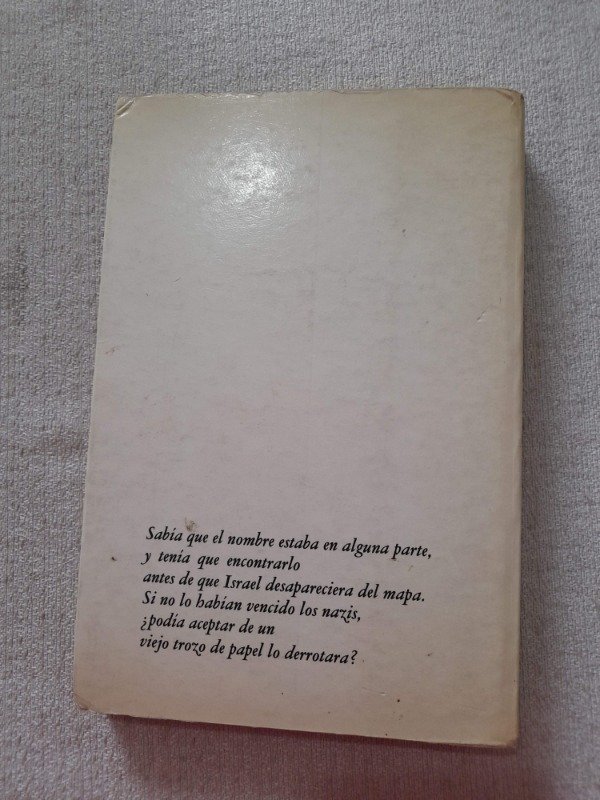 Sabía que el nombre estaba en alguna parte,
y tenía que encontrarlo
antes de que Israel desapareciera del mapa.
Si no lo habían vencido los nazis,
¿podía aceptar de un
viejo trozo de papel lo derrotara?